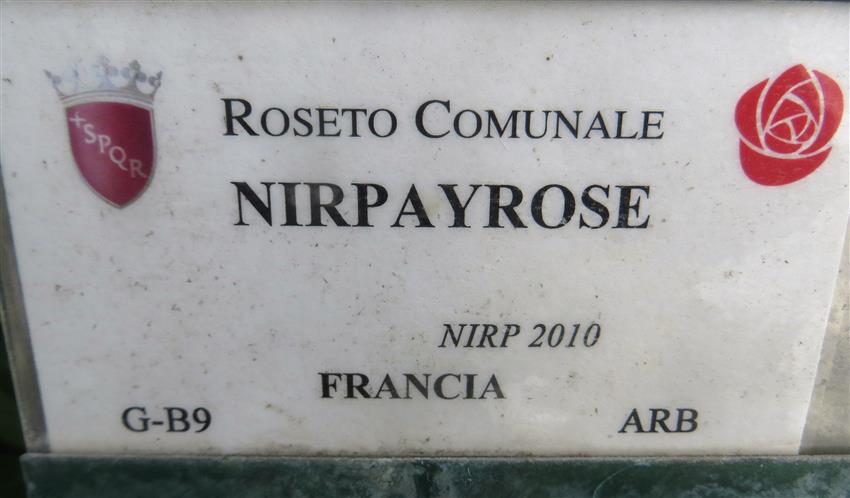 +SPQR
ROSETO COMUNALE
NIRPAYROSE
NIRP 2010
FRANCIA
G-B9 ARB